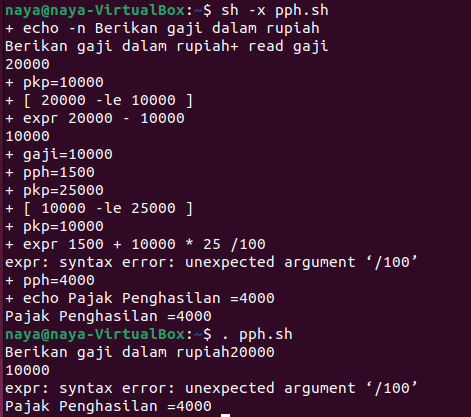 naya@naya-VirtualBox:~$ sh -x pph.sh
+ echo -n Berikan gaji dalam rupiah
Berikan gaji dalam rupiah+ read gaji
20000
+ pkp=10000
+ [ 20000 -le 10000 ]
+ expr 20000 - 10000
10000
+ gaji=10000
+ pph=1500
+ pkp=25000
+ [ 10000 -le 25000 ]
+ pkp=10000
+ expr 1500 + 10000 * 25 /100
expr: syntax error: unexpected argument ‘/100’
+ pph=4000
+ echo Pajak Penghasilan =4000
Pajak Penghasilan =4000
naya@naya-VirtualBox:~$ . pph.sh
Berikan gaji dalam rupiah20000
10000
expr: syntax error: unexpected argument ‘/100’
Pajak Penghasilan =4000